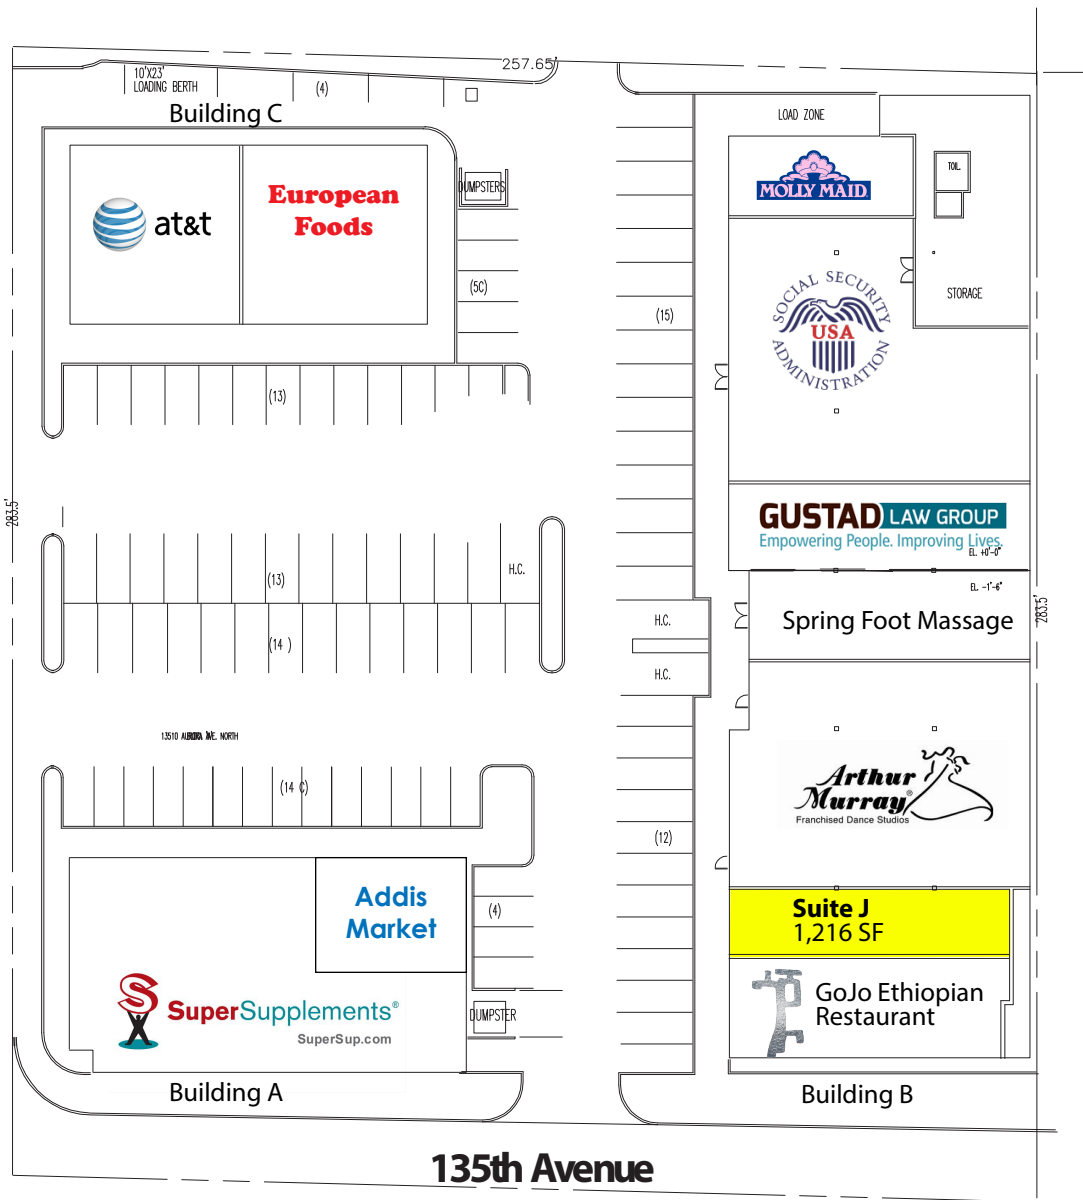 257.65'
10'X23'
LOADING BERTH
(4)
Building C
LOAD ZONE
MOLLY MAID
TOIL.
DUMPSTERS
European
Foods
at&t
SOCIAL SECURITY
ADMINISTRATION
USA
STORAGE
(5C)
(15)
(13)
283.5'
GUSTAD LAW GROUP
Empowering People. Improving Lives.
EL. +0'-0"
H.C.
(13)
EL. -1'-6"
283.5'
H.C.
Spring Foot Massage
(14 )
H.C.
13510 AVE. NORTH
Arthur
Murray®
Franchised Dance Studios
(14 C)
(12)
Addis
Market
(4)
Suite J
1,216 SF
SuperSupplements®
SuperSup.com
DUMPSTER
GoJo Ethiopian
Restaurant
Building A
Building B
135th Avenue